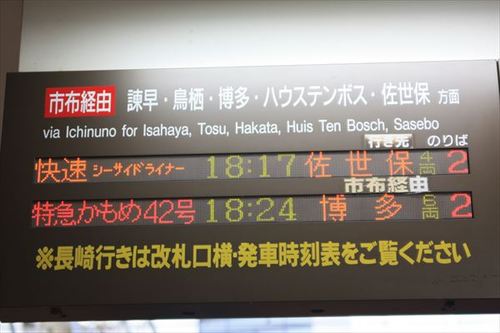 市布経由 諫早・鳥栖・博多・ハウステンボス・佐世保 方面
via Ichinuno for Isahaya, Tosu, Hakata, Huis Ten Bosch, Sasebo
行き先 のりば
快速 シーサイドライナー 18:17 佐世保 4両 2
市布経由
特急かもめ42号 18:24 博多 6両 2
※長崎行きは改札口横・発車時刻表をご覧ください